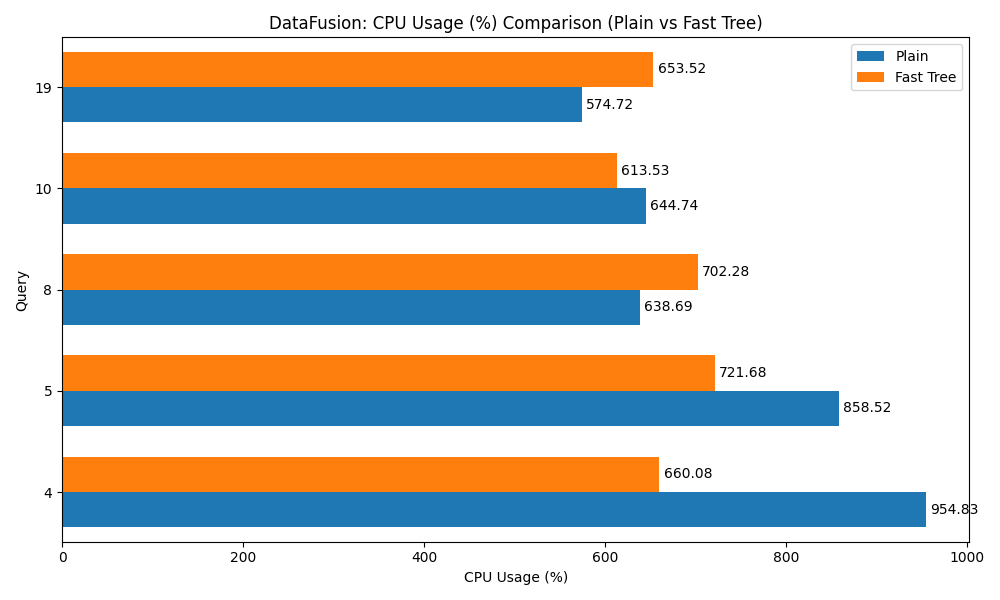 DataFusion: CPU Usage (%) Comparison (Plain vs Fast Tree)
Plain
Fast Tree
Query
19
653.52
574.72
10
613.53
644.74
8
702.28
638.69
5
721.68
858.52
4
660.08
954.83
0 200 400 600 800 1000
CPU Usage (%)